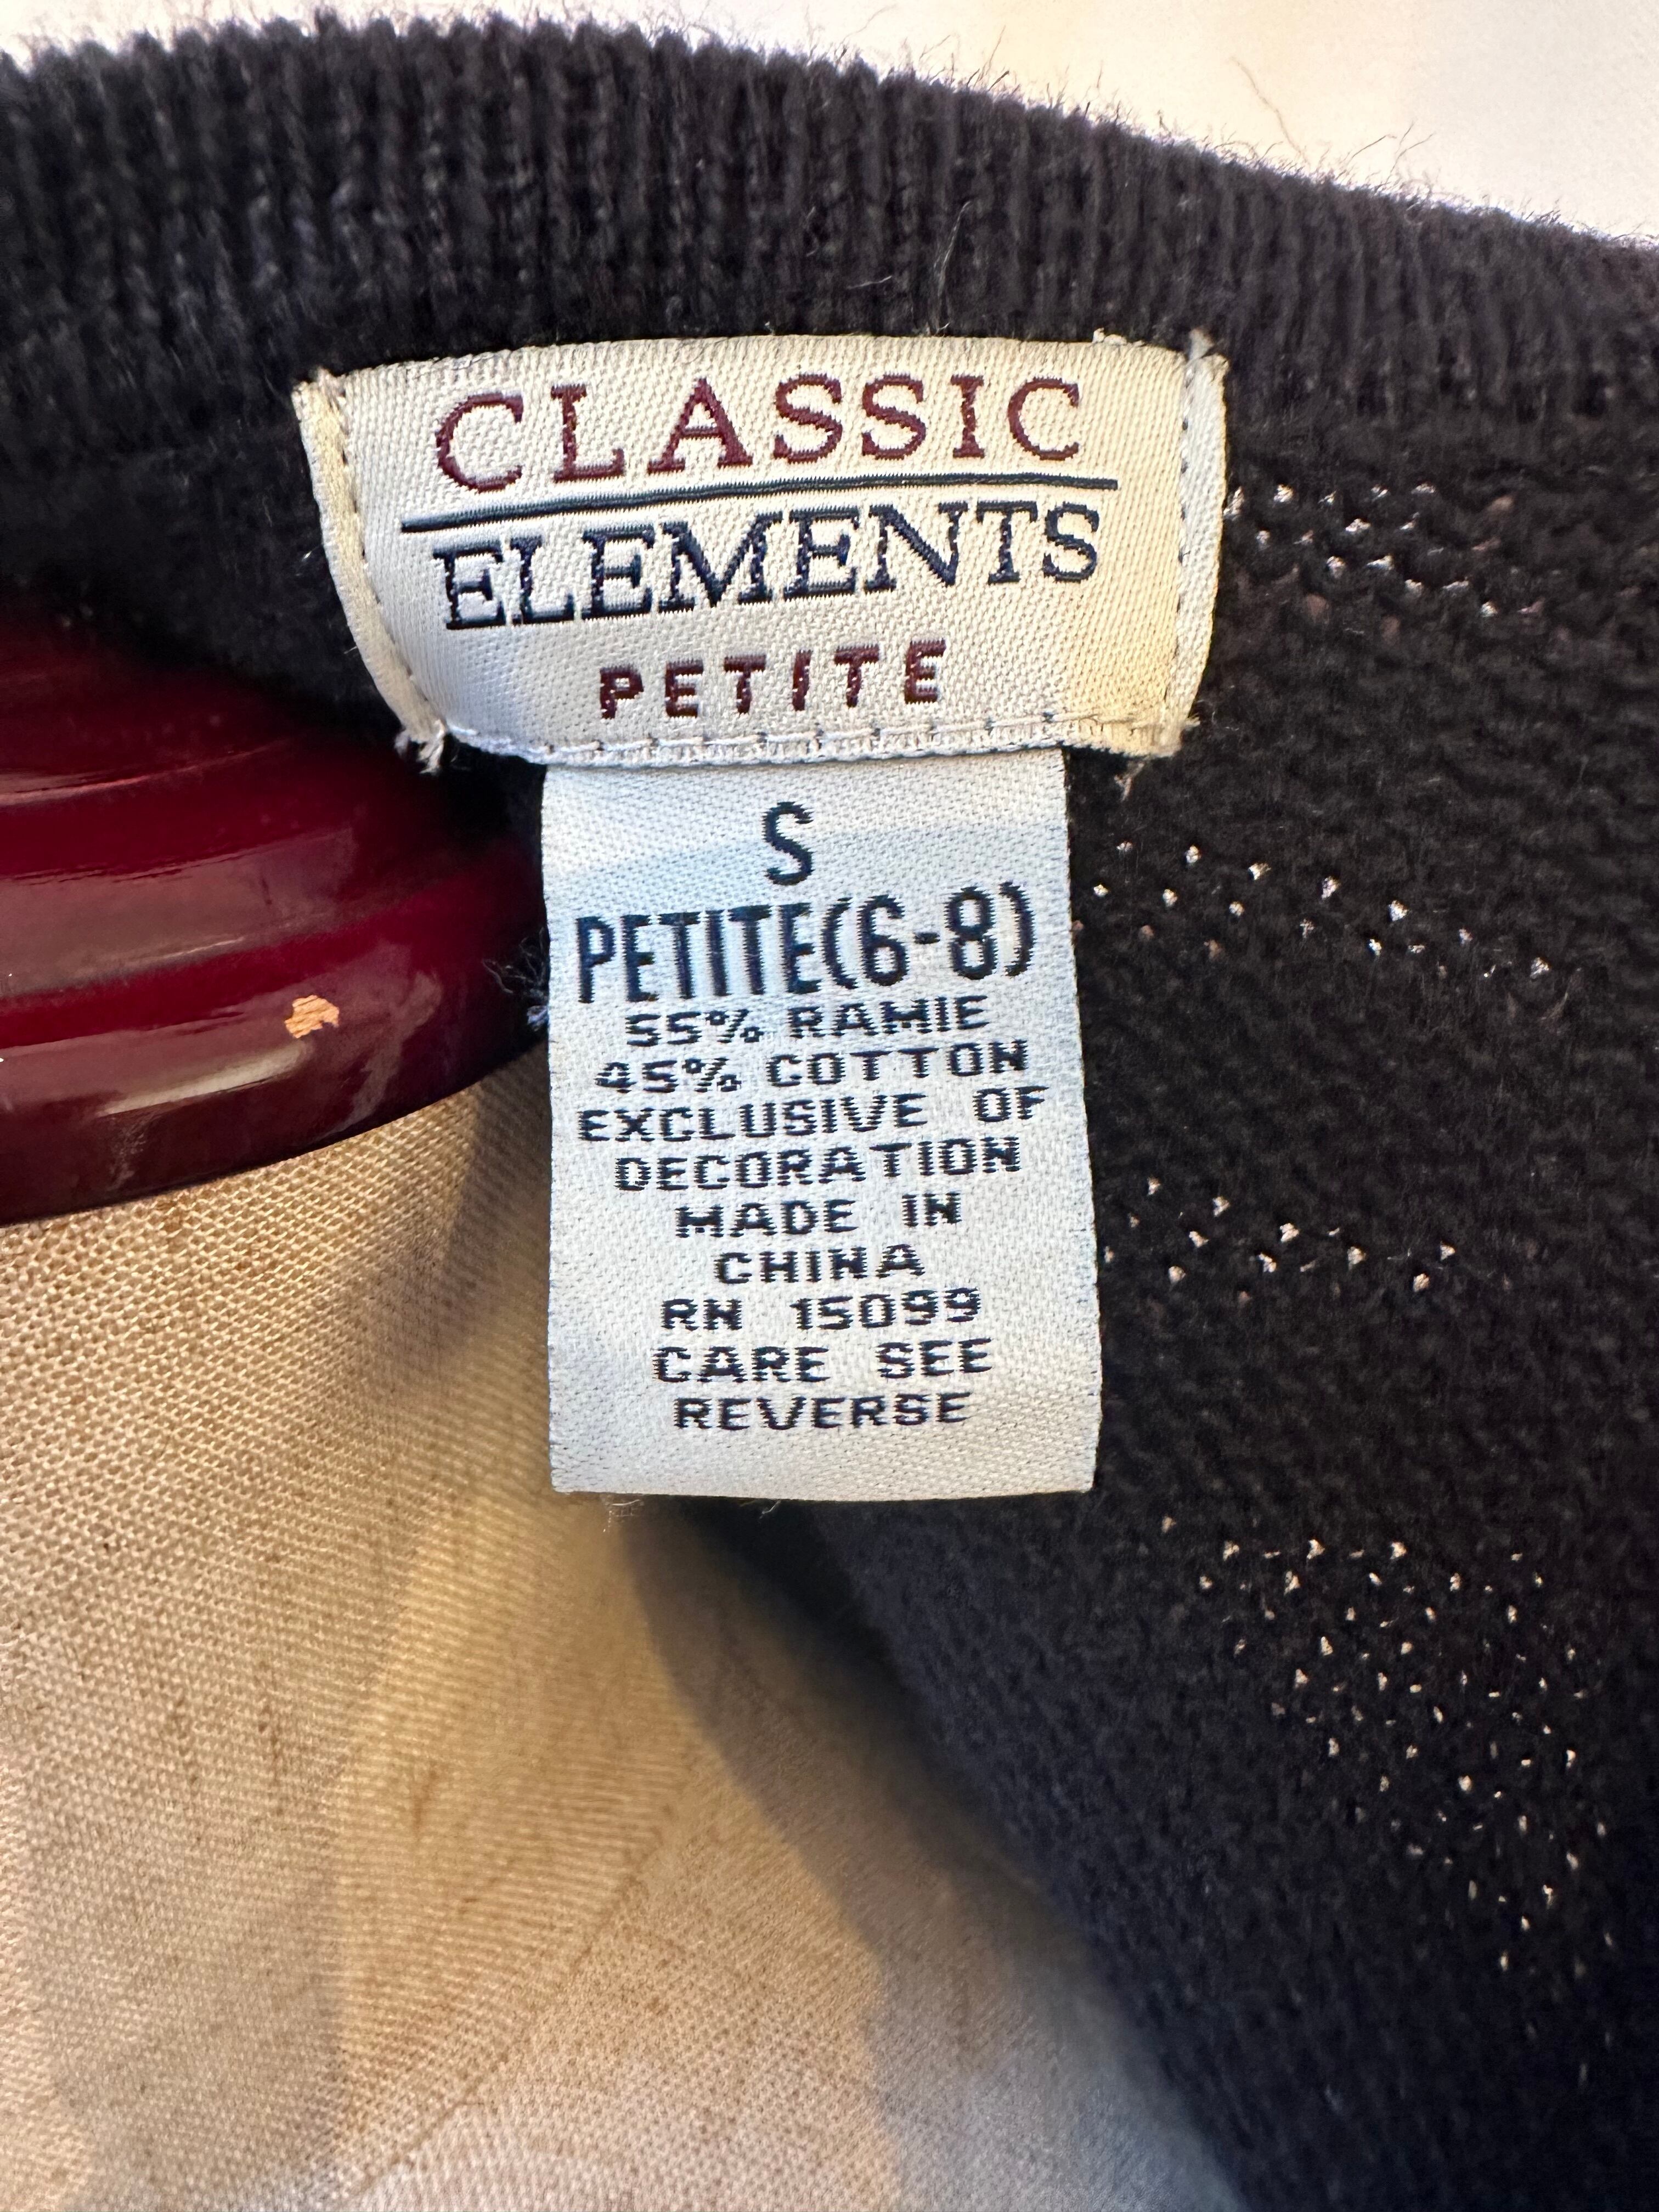 CLASSIC
ELEMENTS
PETITE
S
PETITE(6-8)
55% RAMIE
45% COTTON
EXCLUSIVE OF
DECORATION
MADE IN
CHINA
RN 15099
CARE SEE
REVERSE